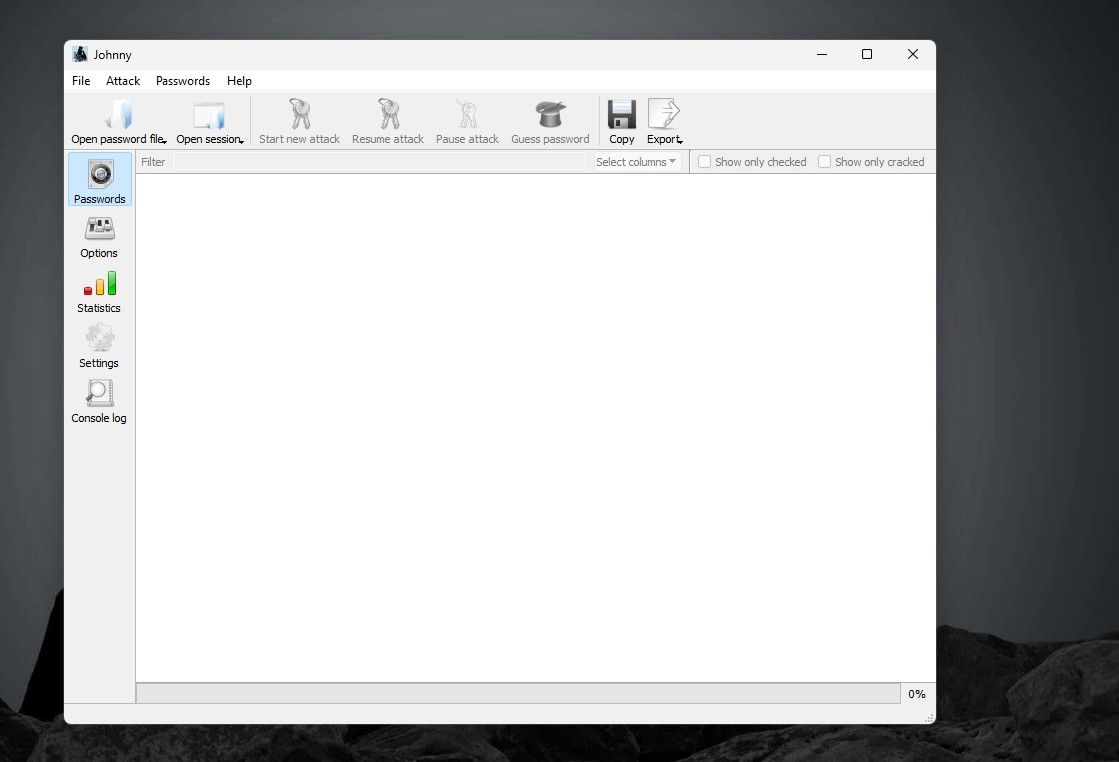 Johnny
File Attack Passwords Help
Open password file Open session Start new attack Resume attack Pause attack Guess password Copy Export
Filter Select columns Show only checked Show only cracked
Passwords
Options
Statistics
Settings
Console log
0%